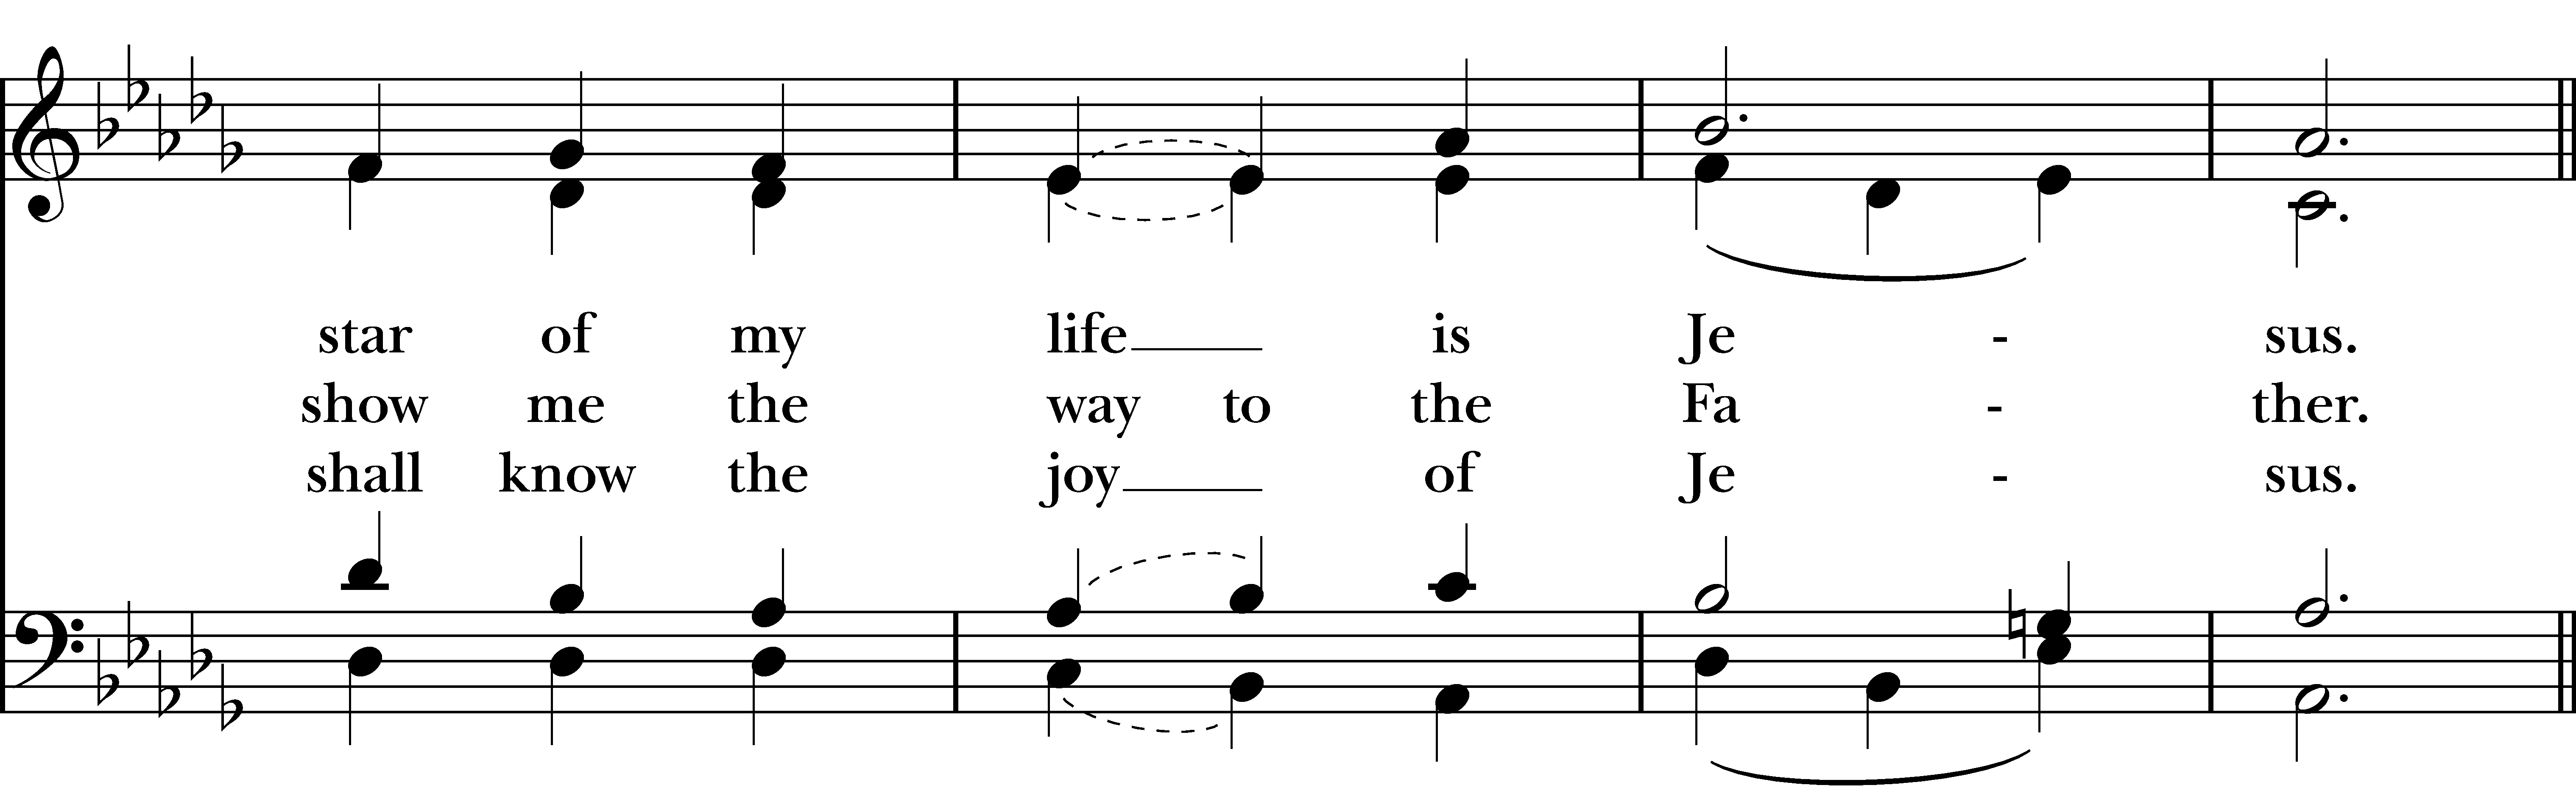 star of my life is Je - sus.
show me the way to the Fa - ther.
shall know the joy of Je - sus.